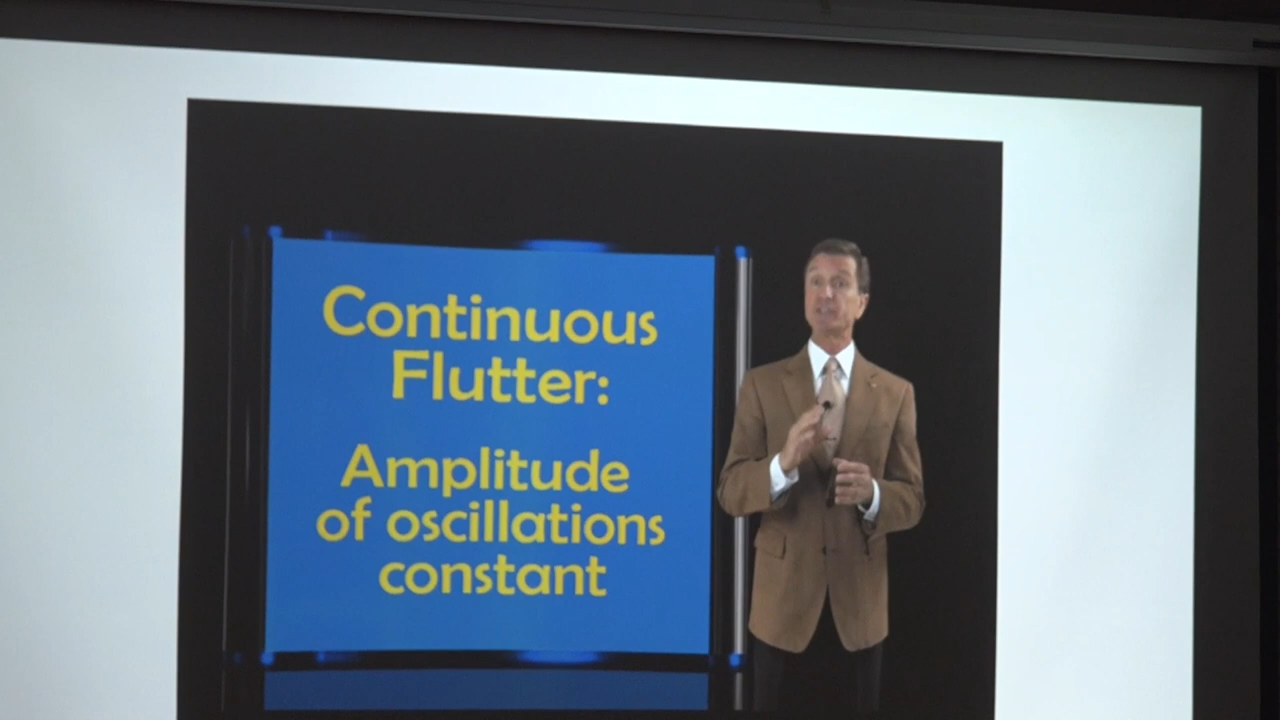 Continuous
Flutter:
Amplitude
of oscillations
constant